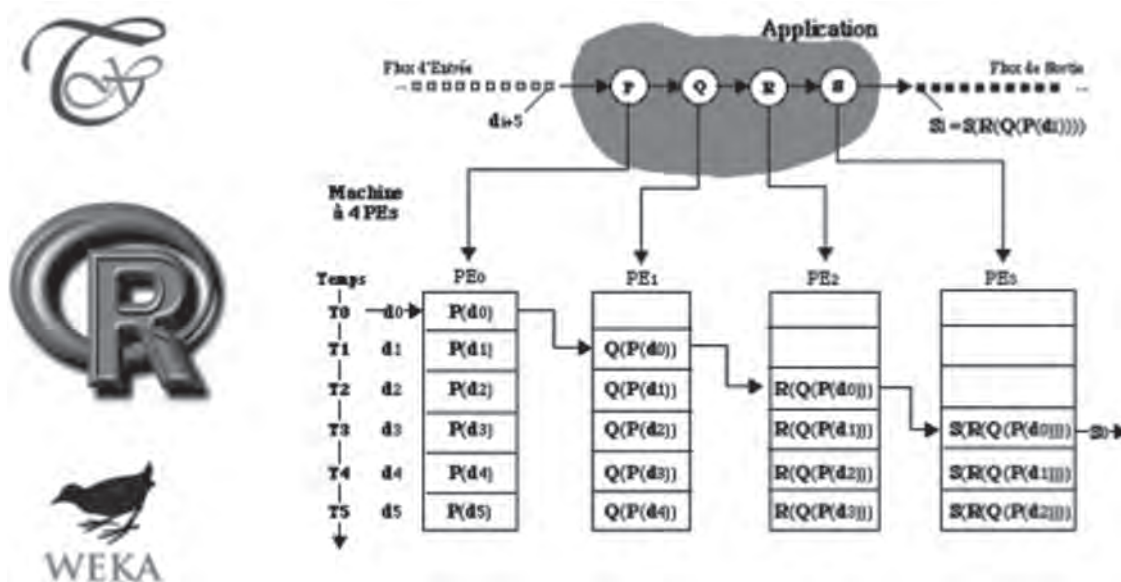 TeX
R
WEKA
Application
Flux d'Entrée
Flux de Sortie
... P Q R S ...
di+5
Si = S(R(Q(P(di))))
Machine
à 4 PEs
Temps PE0 PE1 PE2 PE3
T0 d0 P(d0)
T1 d1 P(d1) Q(P(d0))
T2 d2 P(d2) Q(P(d1)) R(Q(P(d0)))
T3 d3 P(d3) Q(P(d2)) R(Q(P(d1))) S(R(Q(P(d0))))
T4 d4 P(d4) Q(P(d3)) R(Q(P(d2))) S(R(Q(P(d1))))
T5 d5 P(d5) Q(P(d4)) R(Q(P(d3))) S(R(Q(P(d2))))